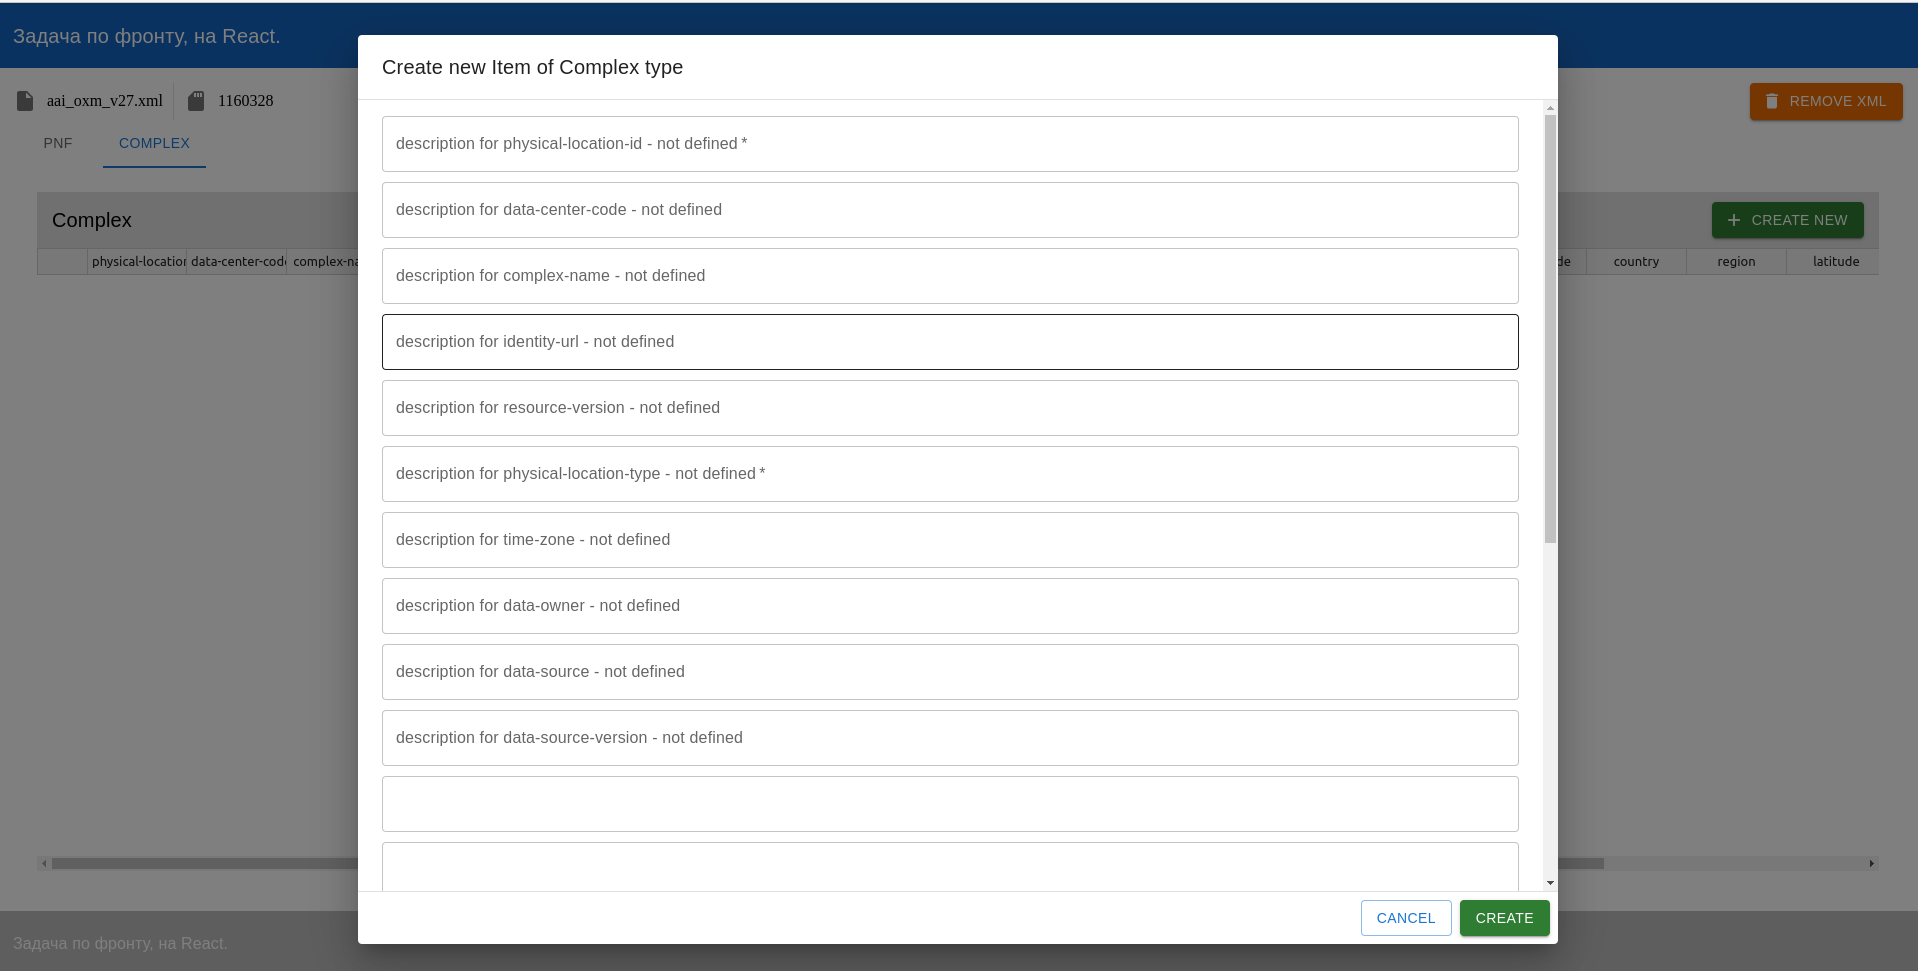 Задача по фронту, на React.
Create new Item of Complex type
aai_oxm_v27.xml
1160328
REMOVE XML
PNF
COMPLEX
description for physical-location-id - not defined *
description for data-center-code - not defined
Complex
CREATE NEW
physical-location data-center-code complex-na de country region latitude
description for complex-name - not defined
description for identity-url - not defined
description for resource-version - not defined
description for physical-location-type - not defined *
description for time-zone - not defined
description for data-owner - not defined
description for data-source - not defined
description for data-source-version - not defined
CANCEL
CREATE
Задача по фронту, на React.